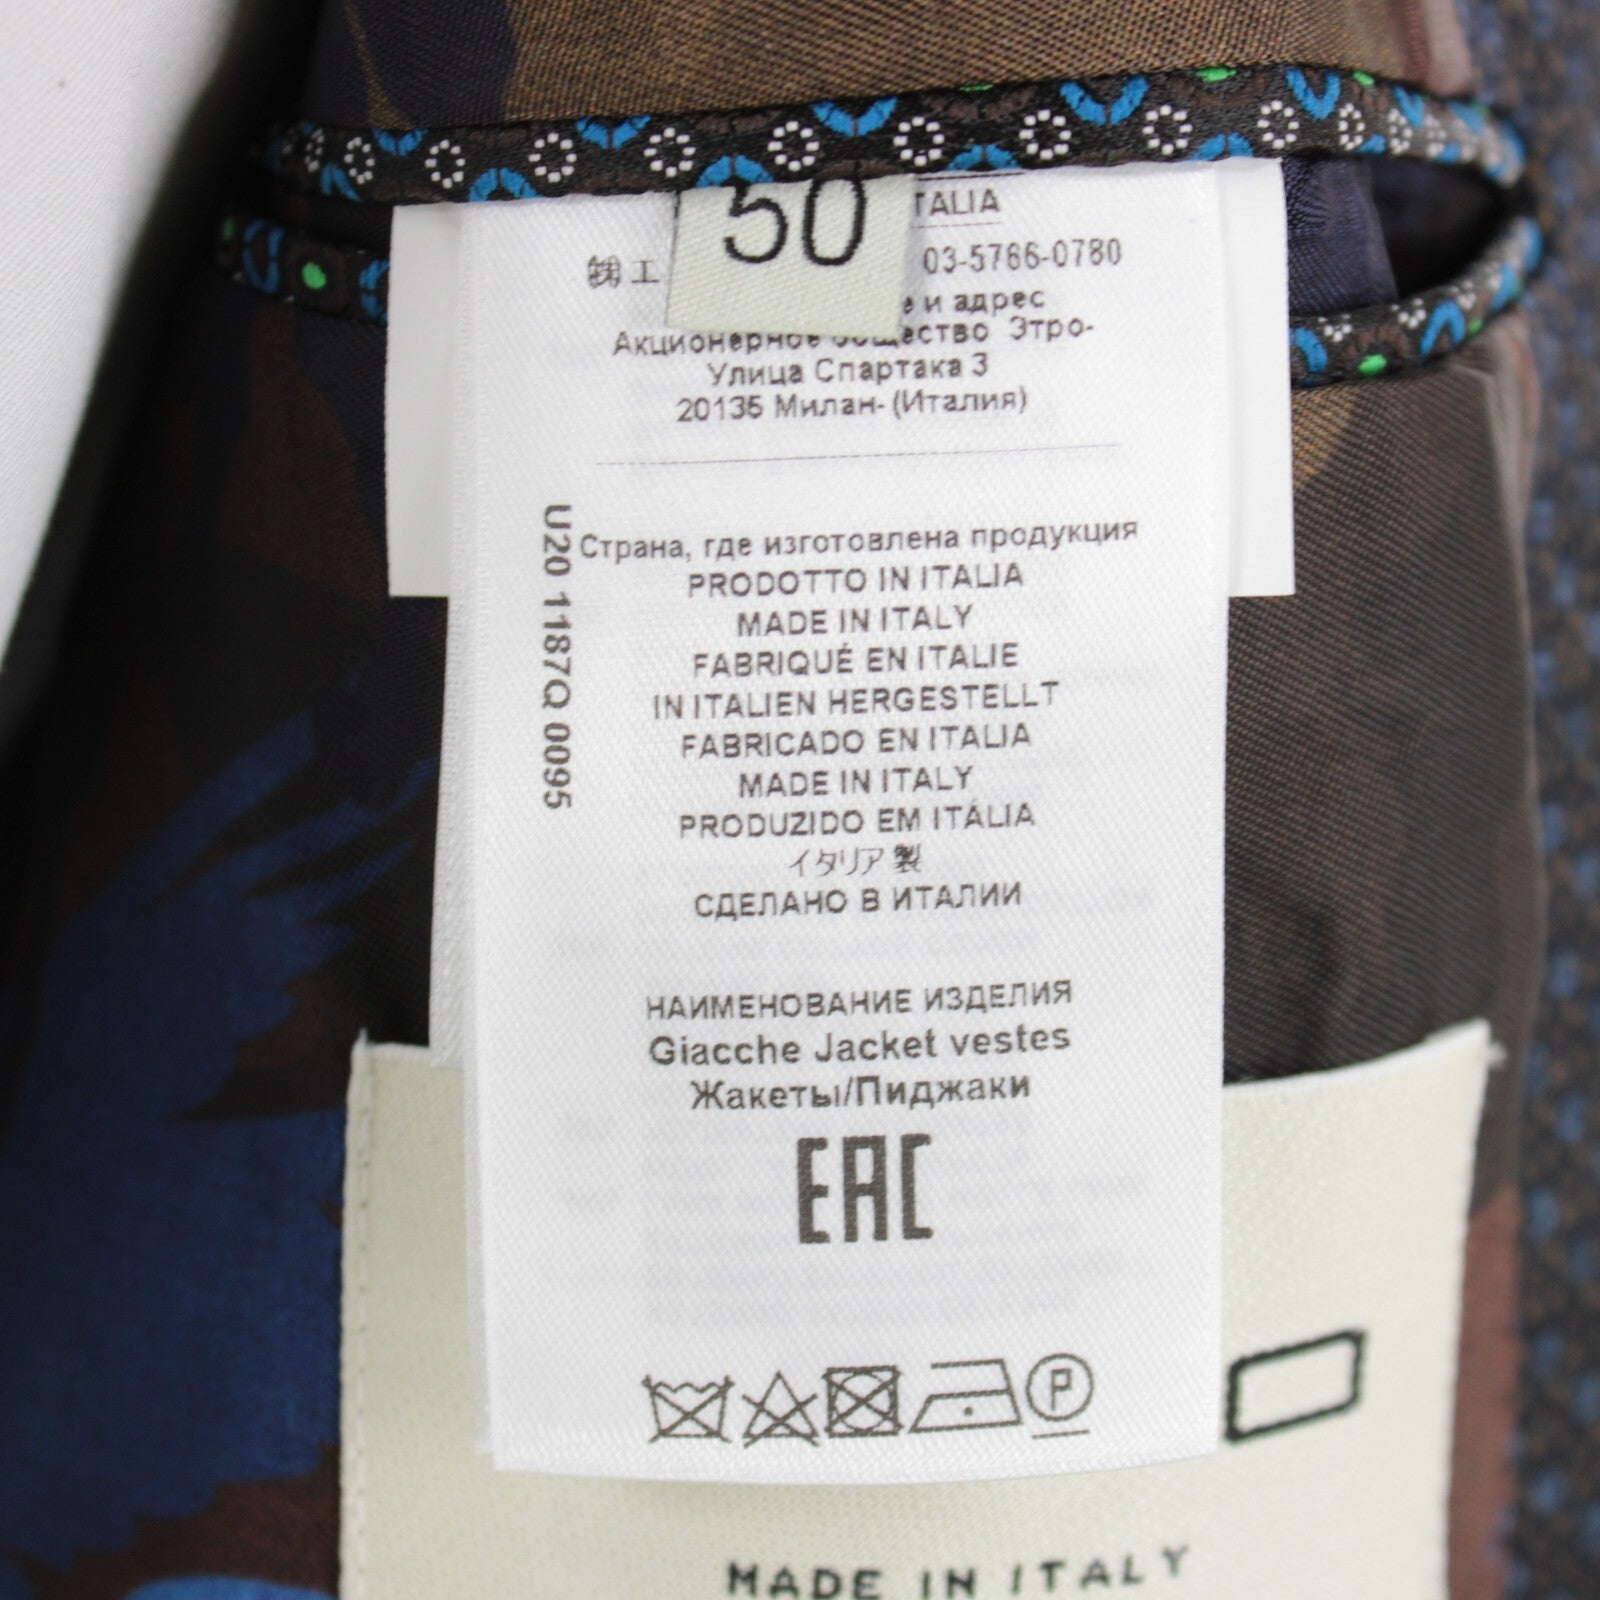 50
TALIA
㈱エ
03-5766-0780
е и адрес
Акционерное общество Этро-
Улица Спартака 3
20135 Милан- (Италия)
U20 1187Q 0095
Страна, где изготовлена продукция
PRODOTTO IN ITALIA
MADE IN ITALY
FABRIQUÉ EN ITALIE
IN ITALIEN HERGESTELLT
FABRICADO EN ITALIA
MADE IN ITALY
PRODUZIDO EM ITÁLIA
イタリア製
СДЕЛАНО В ИТАЛИИ
НАИМЕНОВАНИЕ ИЗДЕЛИЯ
Giacche Jacket vestes
Жакеты/Пиджаки
EAC
P
MADE IN ITALY